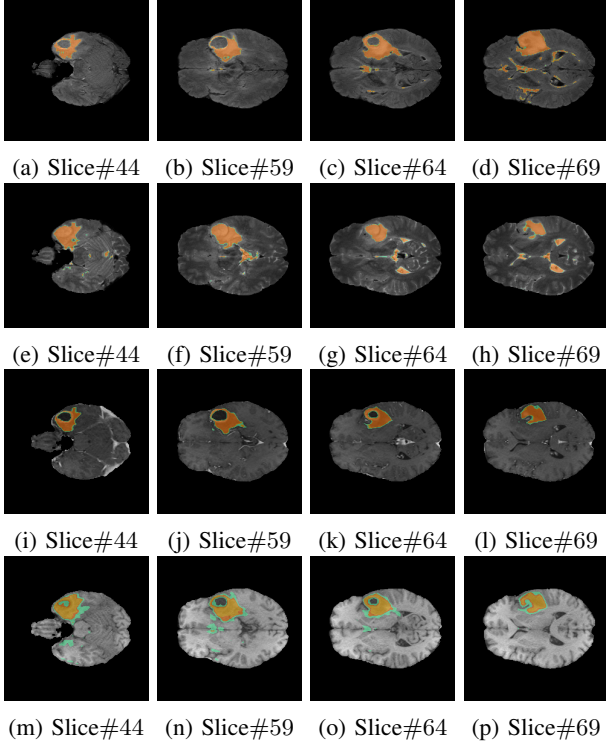 (a) Slice#44 (b) Slice#59 (c) Slice#64 (d) Slice#69
(e) Slice#44 (f) Slice#59 (g) Slice#64 (h) Slice#69
(i) Slice#44 (j) Slice#59 (k) Slice#64 (l) Slice#69
(m) Slice#44 (n) Slice#59 (o) Slice#64 (p) Slice#69